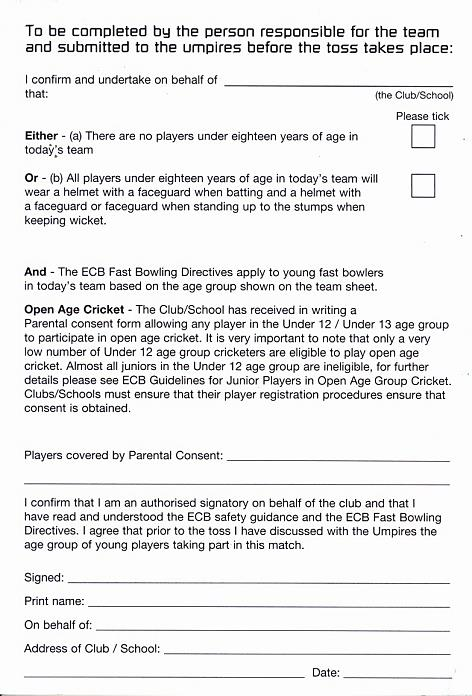 To be completed by the person responsible for the team
and submitted to the umpires before the toss takes place:
I confirm and undertake on behalf of
that:
(the Club/School)
Please tick
Either - (a) There are no players under eighteen years of age in
today's team
Or - (b) All players under eighteen years of age in today's team will
wear a helmet with a faceguard when batting and a helmet with
a faceguard or faceguard when standing up to the stumps when
keeping wicket.
And - The ECB Fast Bowling Directives apply to young fast bowlers
in today's team based on the age group shown on the team sheet.
Open Age Cricket - The Club/School has received in writing a
Parental consent form allowing any player in the Under 12 / Under 13 age group
to participate in open age cricket. It is very important to note that only a very
low number of Under 12 age group cricketers are eligible to play open age
cricket. Almost all juniors in the Under 12 age group are ineligible, for further
details please see ECB Guidelines for Junior Players in Open Age Group Cricket.
Clubs/Schools must ensure that their player registration procedures ensure that
consent is obtained.
Players covered by Parental Consent:
I confirm that I am an authorised signatory on behalf of the club and that I
have read and understood the ECB safety guidance and the ECB Fast Bowling
Directives. I agree that prior to the toss I have discussed with the Umpires the
age group of young players taking part in this match.
Signed:
Print name:
On behalf of:
Address of Club / School:
Date: